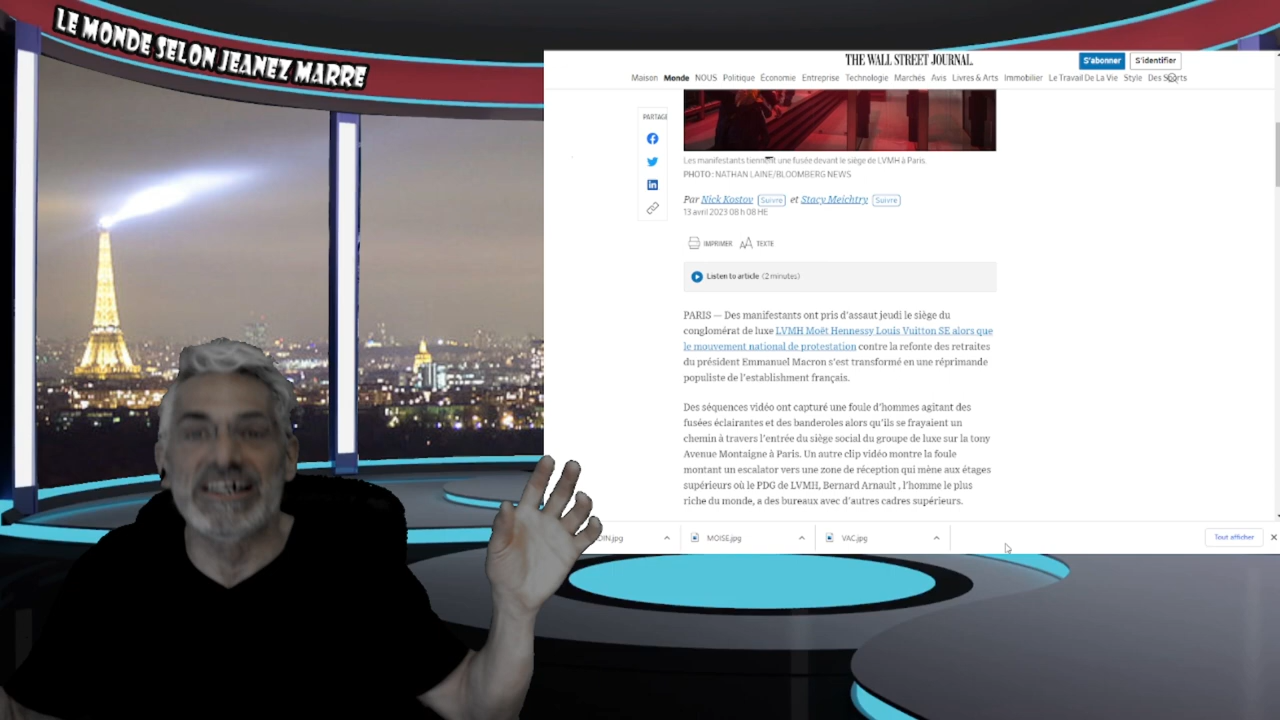 LE MONDE SELON JEANEZ MARRE
THE WALL STREET JOURNAL.
S'abonner
S'identifier
Maison Monde NOUS Politique Économie Entreprise Technologie Marchés Avis Livres & Arts Immobilier Le Travail De La Vie Style Des Sports
PARTAGE
Les manifestants tiennent une fusée devant le siège de LVMH à Paris.
PHOTO : NATHAN LAINE/BLOOMBERG NEWS
Par Nick Kostov Suivre et Stacy Meichtry Suivre
13 avril 2023 08 h 08 HE
IMPRIMER AA TEXTE
Listen to article (2 minutes)
PARIS — Des manifestants ont pris d'assaut jeudi le siège du
conglomérat de luxe LVMH Moët Hennessy Louis Vuitton SE alors que
le mouvement national de protestation contre la refonte des retraites
du président Emmanuel Macron s'est transformé en une réprimande
populiste de l'establishment français.
Des séquences vidéo ont capturé une foule d'hommes agitant des
fusées éclairantes et des banderoles alors qu'ils se frayaient un
chemin à travers l'entrée du siège social du groupe de luxe sur la tony
Avenue Montaigne à Paris. Un autre clip vidéo montre la foule
montant un escalator vers une zone de réception qui mène aux étages
supérieurs où le PDG de LVMH, Bernard Arnault , l'homme le plus
riche du monde, a des bureaux avec d'autres cadres supérieurs.
OIN.jpg
MOISE.jpg
VAC.jpg
Tout afficher